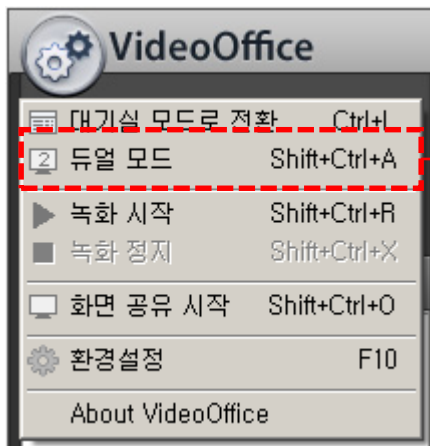 VideoOffice
대기실 모드로 전환 Ctrl+L
2 듀얼 모드 Shift+Ctrl+A
녹화 시작 Shift+Ctrl+R
녹화 정지 Shift+Ctrl+X
화면 공유 시작 Shift+Ctrl+O
환경설정 F10
About VideoOffice